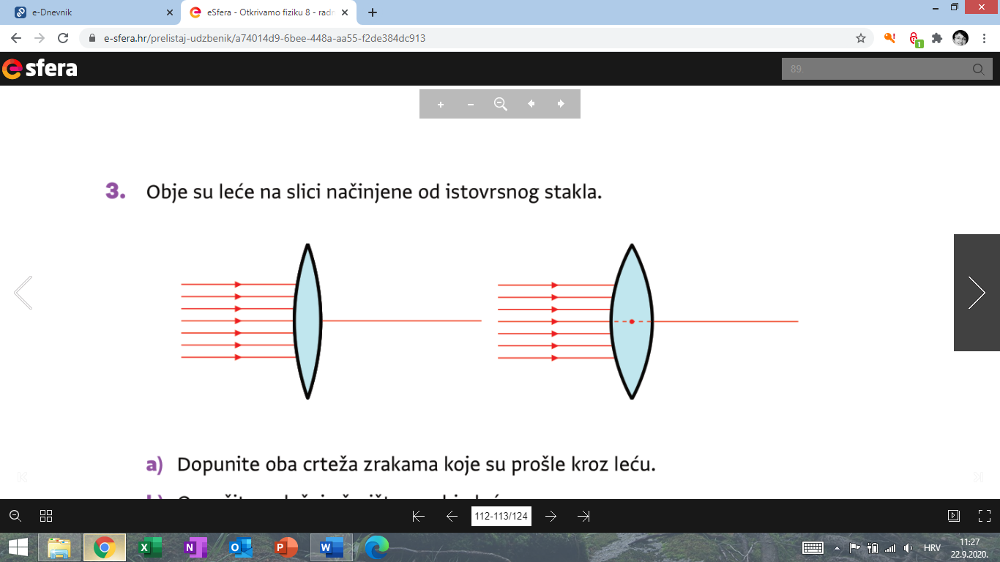 e-Dnevnik
eSfera - Otkrivamo fiziku 8 - radn
e-sfera.hr/prelistaj-udzbenik/a74014d9-6bee-448a-aa55-f2de384dc913
1
esfera
89.
3. Obje su leće na slici načinjene od istovrsnog stakla.
a) Dopunite oba crteža zrakama koje su prošle kroz leću.
112-113/124
HRV
11:27
22.9.2020.